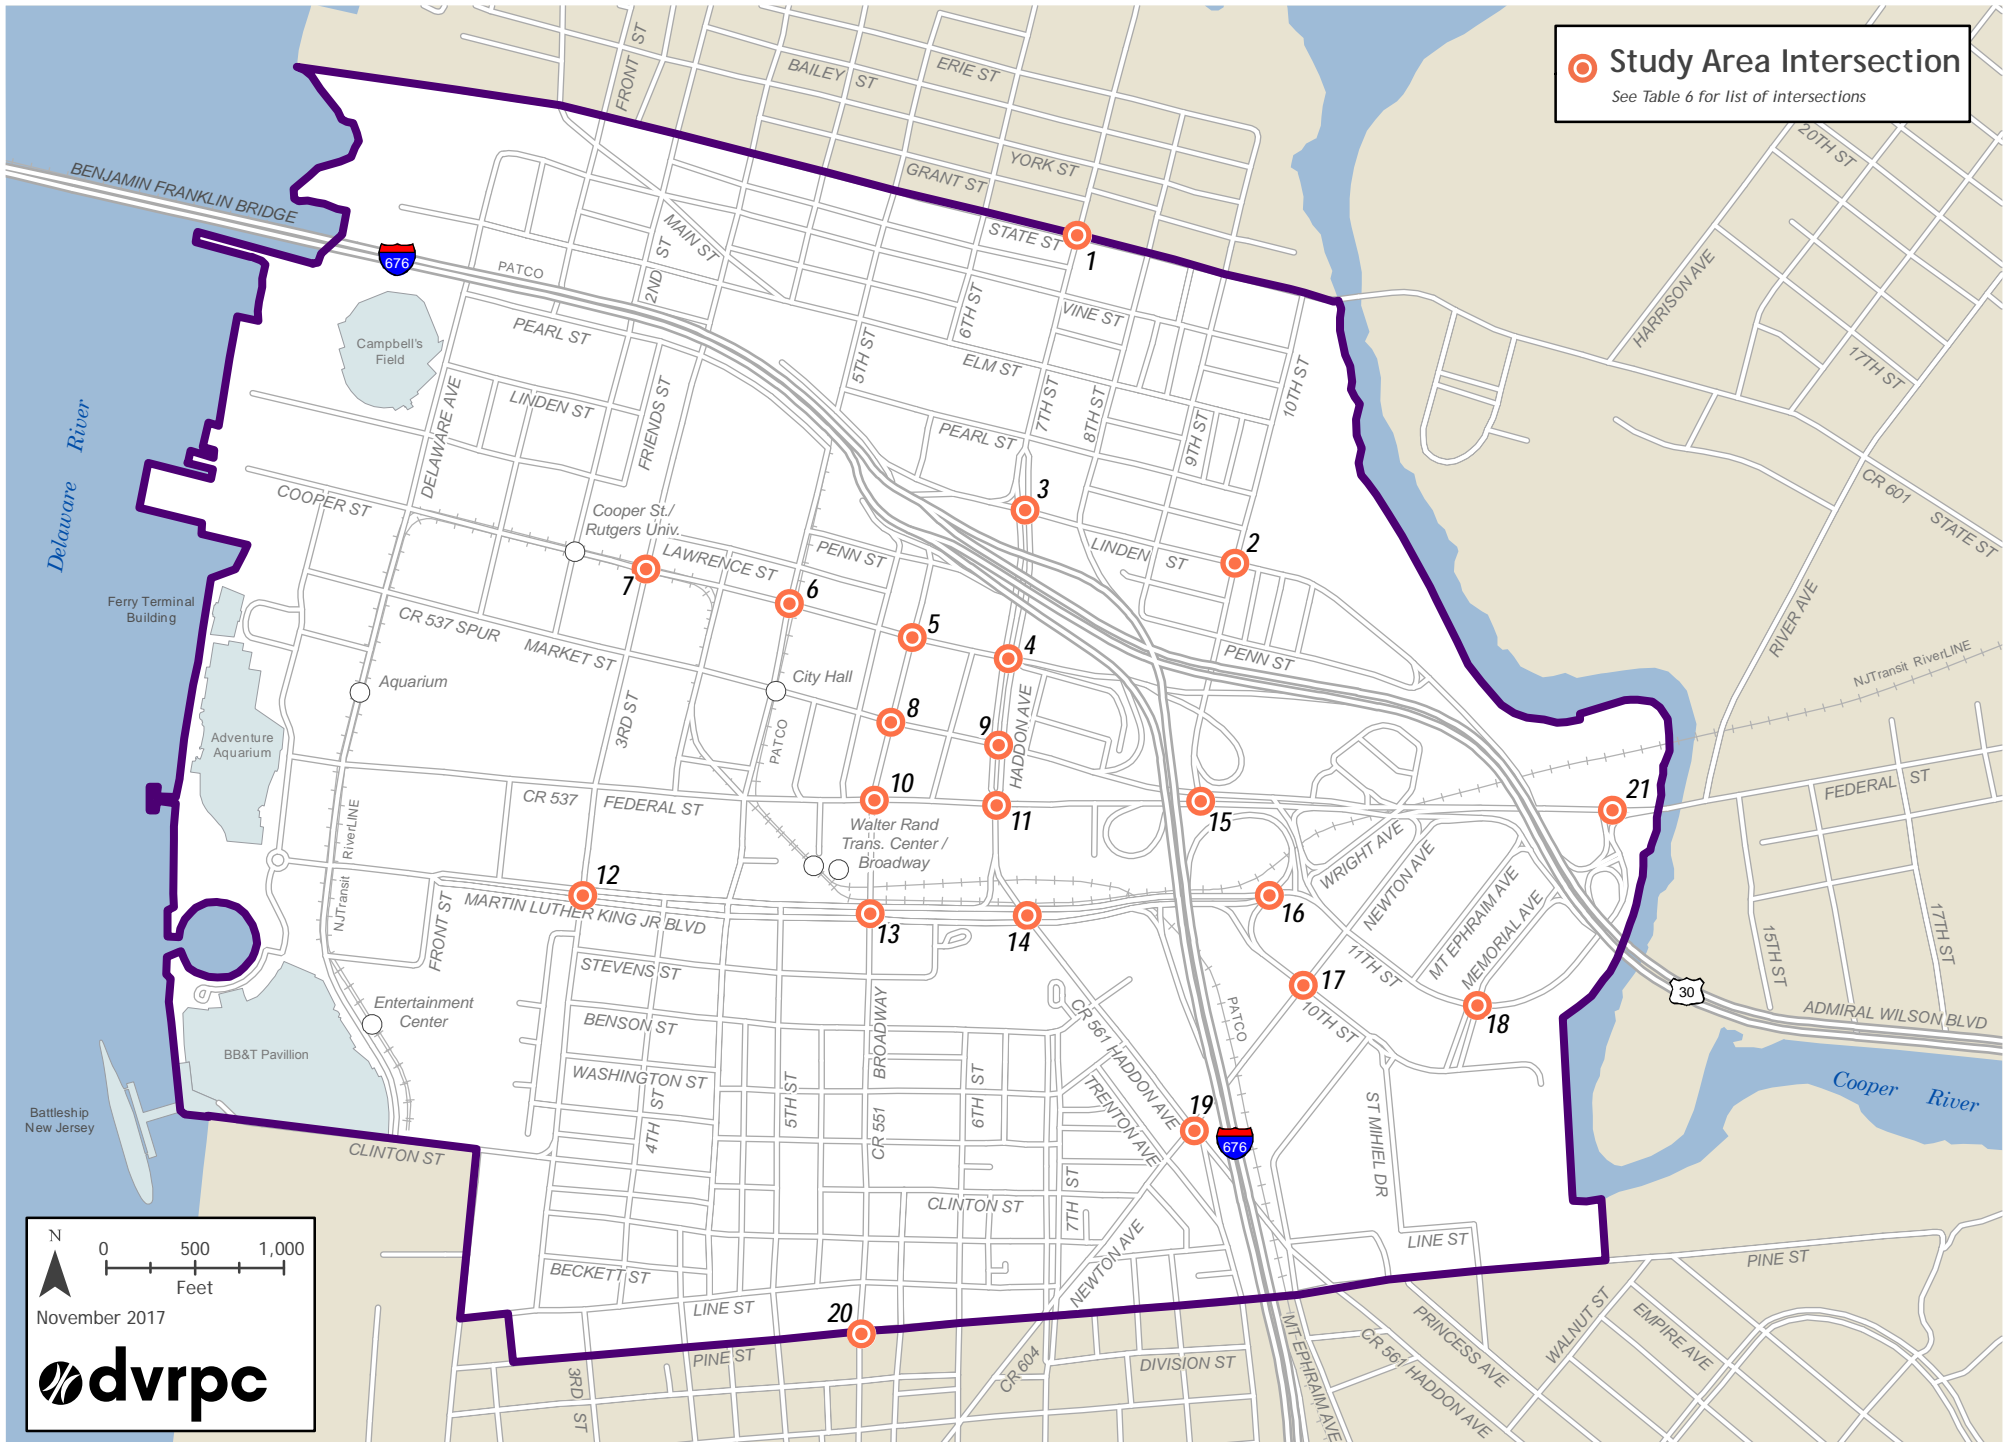 Study Area Intersection
See Table 6 for list of intersections
FRONT ST
BAILEY ST
ERIE ST
20TH ST
BENJAMIN FRANKLIN BRIDGE
GRANT ST
YORK ST
676
PATCO
2ND ST
MAIN ST
STATE ST
1
HARRISON AVE
Campbell's
Field
PEARL ST
5TH ST
6TH ST
VINE ST
ELM ST
17TH ST
LINDEN ST
DELAWARE AVE
FRIENDS ST
7TH ST
8TH ST
9TH ST
10TH ST
PEARL ST
Delaware River
COOPER ST
Cooper St./
Rutgers Univ.
3
CR 601
STATE ST
LAWRENCE ST
PENN ST
LINDEN ST
2
7
6
5
4
Ferry Terminal
Building
CR 537 SPUR
MARKET ST
PENN ST
RIVER AVE
NJTransit RiverLINE
Aquarium
City Hall
8
9
HADDON AVE
3RD ST
PATCO
Adventure
Aquarium
CR 537
FEDERAL ST
10
11
15
21
FEDERAL ST
Walter Rand
Trans. Center /
Broadway
NJTransit RiverLINE
WRIGHT AVE
NEWTON AVE
MT EPHRAIM AVE
MEMORIAL AVE
12
MARTIN LUTHER KING JR BLVD
13
14
16
FRONT ST
STEVENS ST
11TH ST
15TH ST
17TH ST
17
10TH ST
18
30
ADMIRAL WILSON BLVD
Entertainment
Center
BENSON ST
BROADWAY
CR 561 HADDON AVE
PATCO
BB&T Pavillion
WASHINGTON ST
5TH ST
6TH ST
TRENTON AVE
19
676
Cooper River
Battleship
New Jersey
4TH ST
CR 551
ST MIHIEL DR
CLINTON ST
CLINTON ST
7TH ST
NEWTON AVE
LINE ST
PINE ST
BECKETT ST
LINE ST
20
PINE ST
3RD ST
CR 604
DIVISION ST
MT EPHRAIM AVE
CR 561 HADDON AVE
PRINCESS AVE
WALNUT ST
EMPIRE AVE
N
0 500 1,000
Feet
November 2017
dvrpc